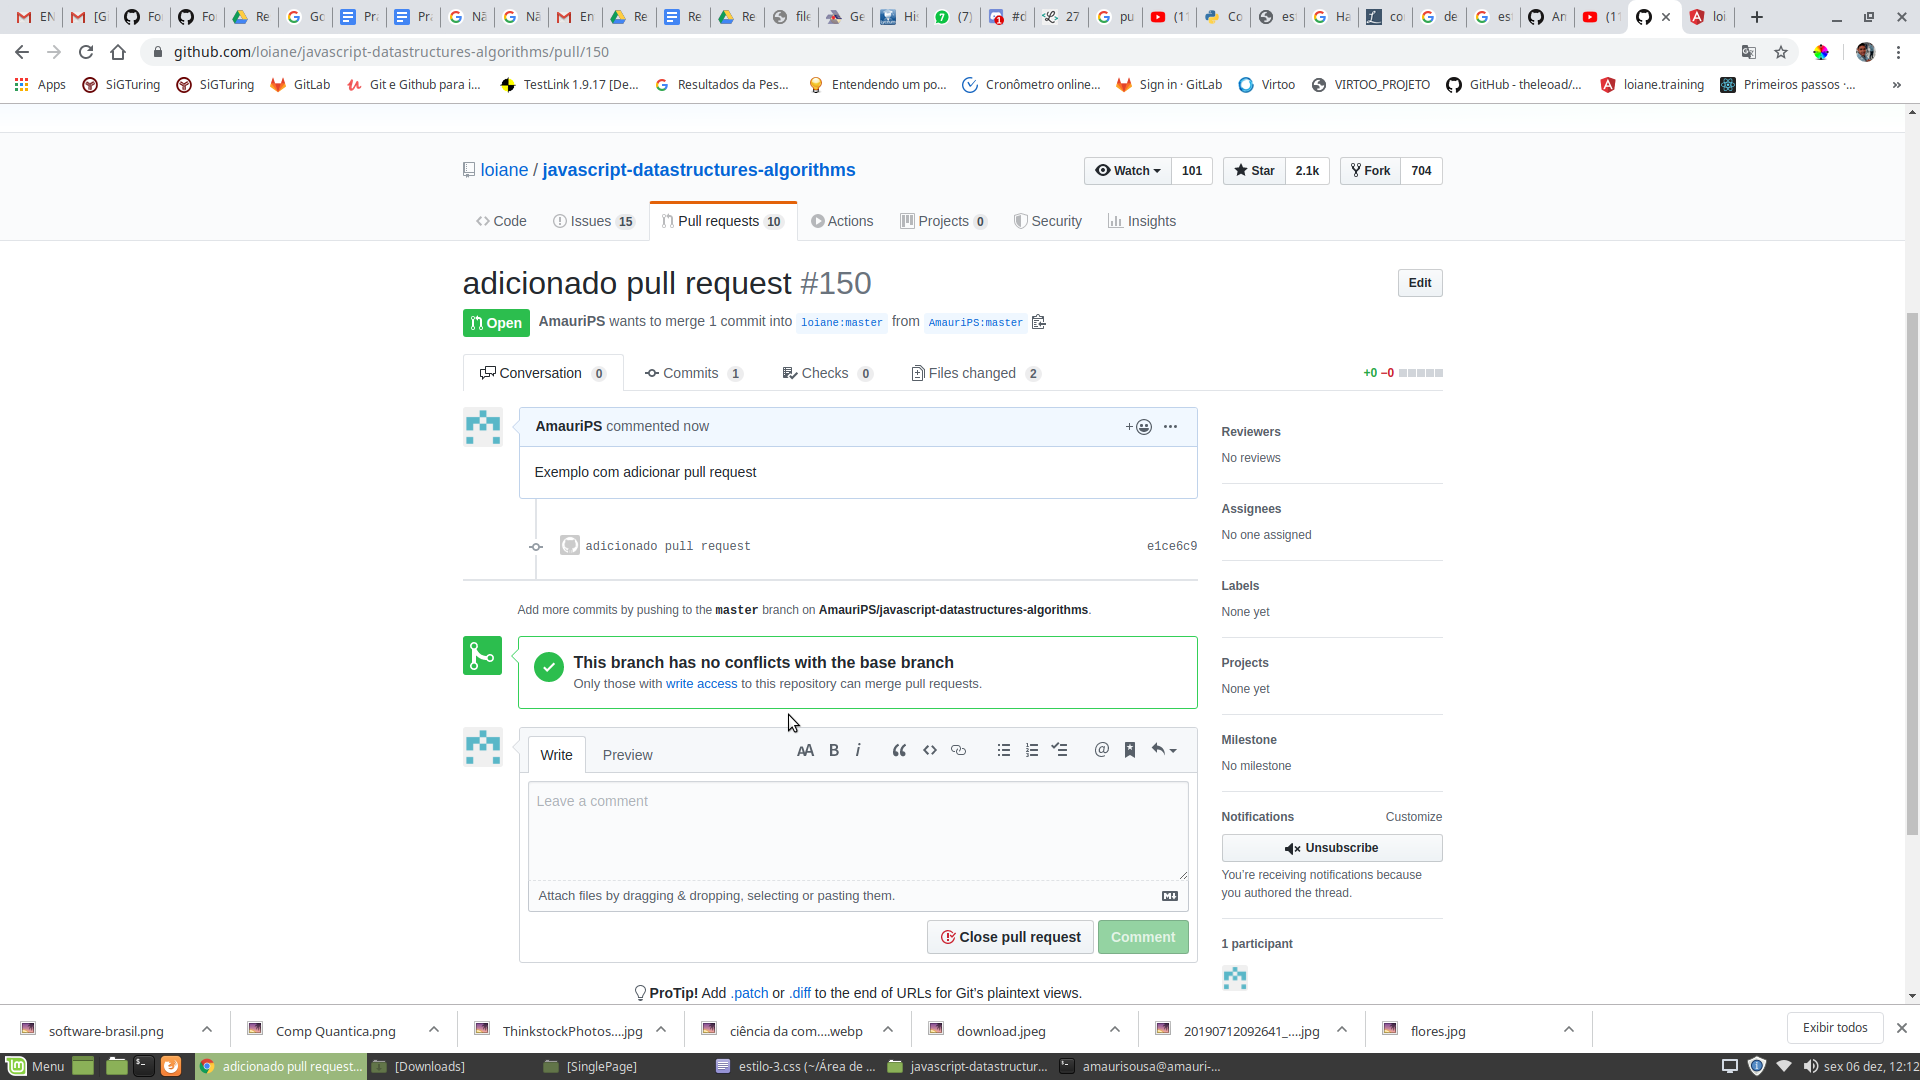 EN
[Gi
Fo
Fo
Re
Go
Pra
Pra
Nã
Nã
En
Re
Re
Re
file
Ge
His
(7)
#d
27
pu
(11
Co
est
Ha
co
de
es
An
(11
loi
github.com/loiane/javascript-datastructures-algorithms/pull/150
Apps
SiGTuring
SiGTuring
GitLab
Git e Github para i...
TestLink 1.9.17 [De...
Resultados da Pes...
Entendendo um po...
Cronômetro online...
Sign in · GitLab
Virtoo
VIRTOO_PROJETO
GitHub - theleoad/...
loiane.training
Primeiros passos ·...
»
loiane / javascript-datastructures-algorithms
Watch 101
Star 2.1k
Fork 704
Code
Issues 15
Pull requests 10
Actions
Projects 0
Security
Insights
adicionado pull request #150
Edit
Open AmauriPS wants to merge 1 commit into loiane:master from AmauriPS:master
Conversation 0
Commits 1
Checks 0
Files changed 2
+0 −0
AmauriPS commented now
Exemplo com adicionar pull request
adicionado pull request e1ce6c9
Add more commits by pushing to the master branch on AmauriPS/javascript-datastructures-algorithms.
This branch has no conflicts with the base branch
Only those with write access to this repository can merge pull requests.
Write
Preview
Leave a comment
Attach files by dragging & dropping, selecting or pasting them.
Close pull request
Comment
ProTip! Add .patch or .diff to the end of URLs for Git's plaintext views.
Reviewers
No reviews
Assignees
No one assigned
Labels
None yet
Projects
None yet
Milestone
No milestone
Notifications Customize
Unsubscribe
You're receiving notifications because
you authored the thread.
1 participant
software-brasil.png
Comp Quantica.png
ThinkstockPhotos....jpg
ciência da com....webp
download.jpeg
20190712092641_....jpg
flores.jpg
Exibir todos
Menu
adicionado pull request...
[Downloads]
[SinglePage]
estilo-3.css (~/Área de ...
javascript-datastructur...
amaurisousa@amauri-...
sex 06 dez, 12:12